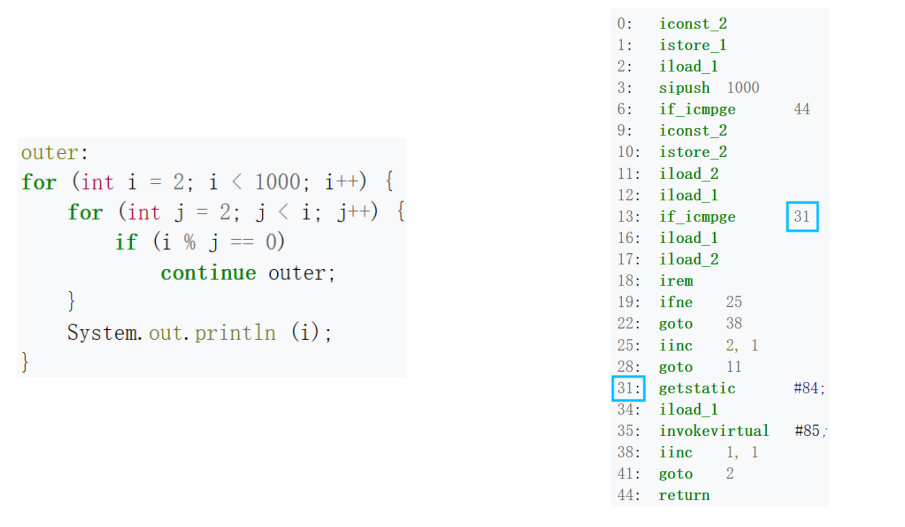 outer:
for (int i = 2; i < 1000; i++) {
    for (int j = 2; j < i; j++) {
        if (i % j == 0)
            continue outer;
    }
    System.out.println (i);
}
0: iconst_2
1: istore_1
2: iload_1
3: sipush 1000
6: if_icmpge 44
9: iconst_2
10: istore_2
11: iload_2
12: iload_1
13: if_icmpge 31
16: iload_1
17: iload_2
18: irem
19: ifne 25
22: goto 38
25: iinc 2, 1
28: goto 11
31: getstatic #84;
34: iload_1
35: invokevirtual #85;
38: iinc 1, 1
41: goto 2
44: return